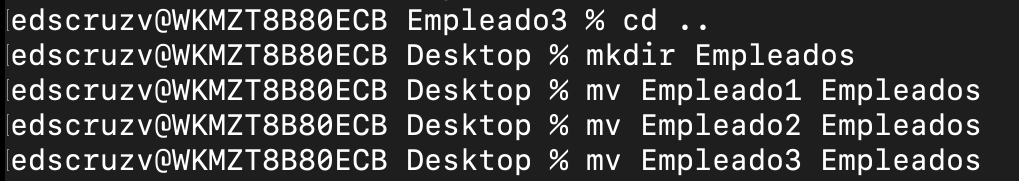 [edscruzv@WKMZT8B80ECB Empleado3 % cd ..
[edscruzv@WKMZT8B80ECB Desktop % mkdir Empleados
[edscruzv@WKMZT8B80ECB Desktop % mv Empleado1 Empleados
[edscruzv@WKMZT8B80ECB Desktop % mv Empleado2 Empleados
[edscruzv@WKMZT8B80ECB Desktop % mv Empleado3 Empleados